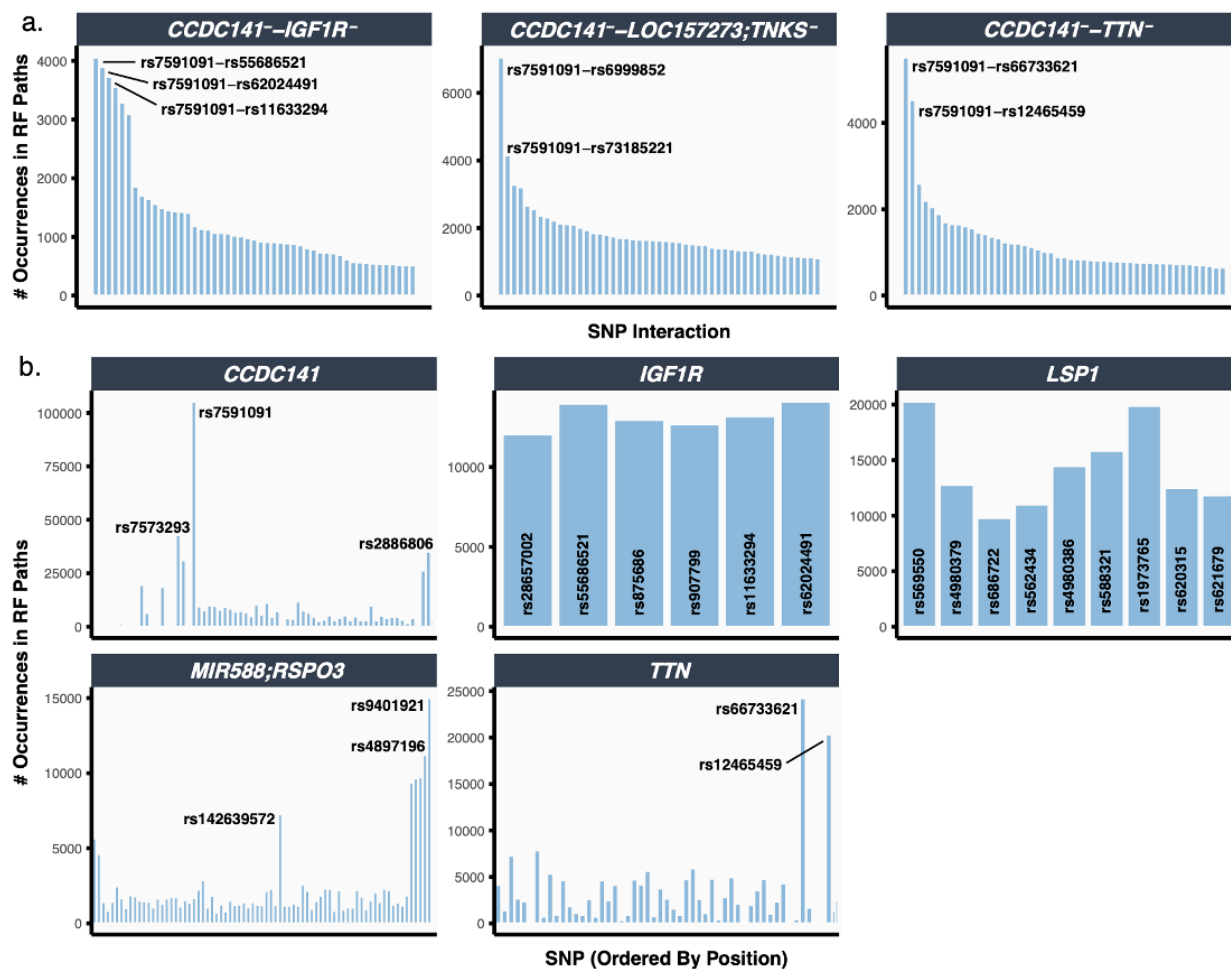 a.
CCDC141⁻–IGF1R⁻
CCDC141⁻–LOC157273;TNKS⁻
CCDC141⁻–TTN⁻
# Occurrences in RF Paths
4000
3000
2000
1000
0
rs7591091–rs55686521
rs7591091–rs62024491
rs7591091–rs11633294
6000
4000
2000
0
rs7591091–rs6999852
rs7591091–rs73185221
4000
2000
0
rs7591091–rs66733621
rs7591091–rs12465459
SNP Interaction
b.
CCDC141
IGF1R
LSP1
# Occurrences in RF Paths
100000
75000
50000
25000
0
rs7591091
rs7573293
rs2886806
10000
5000
0
rs28657002
rs55686521
rs875686
rs907799
rs11633294
rs62024491
20000
15000
10000
5000
0
rs569550
rs4980379
rs686722
rs562434
rs4980386
rs588321
rs1973765
rs620315
rs621679
MIR588;RSPO3
TTN
15000
10000
5000
0
rs9401921
rs4897196
rs142639572
25000
20000
15000
10000
5000
0
rs66733621
rs12465459
SNP (Ordered By Position)